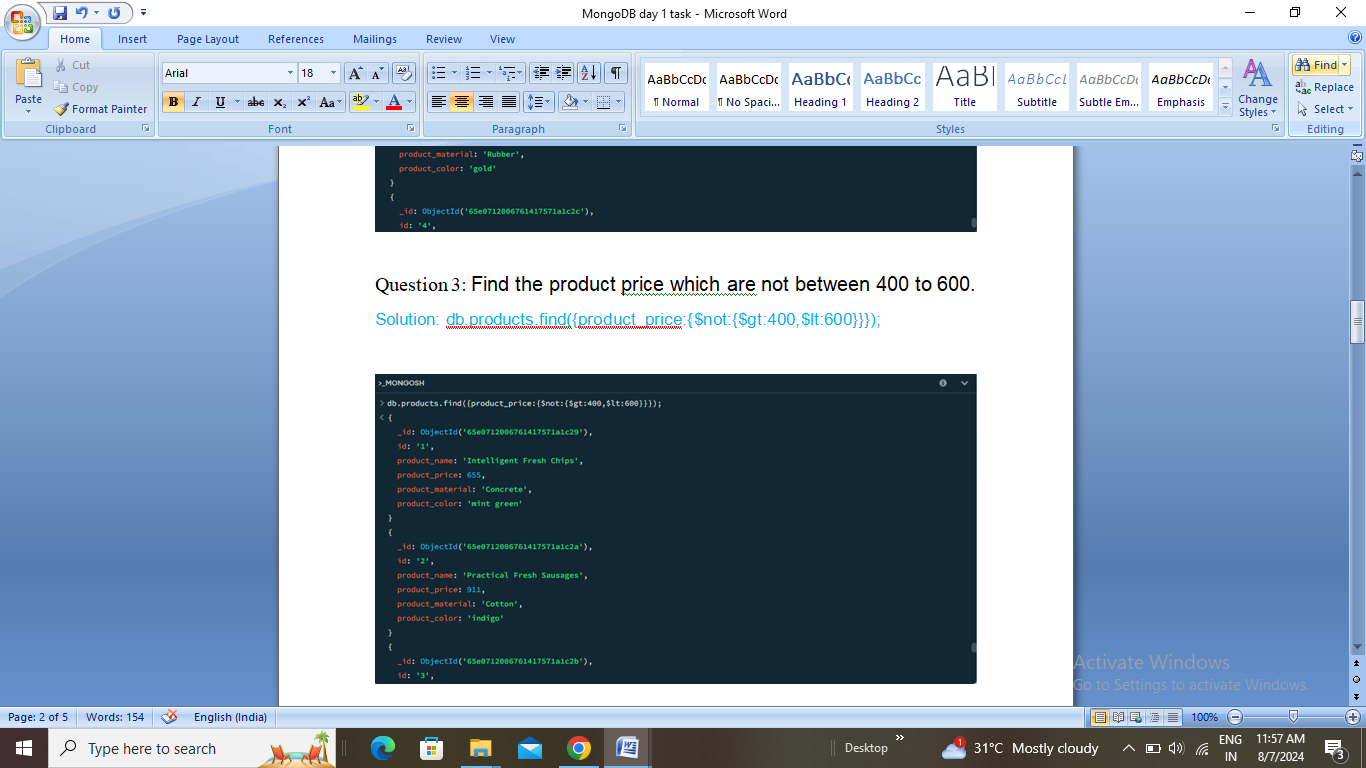 MongoDB day 1 task - Microsoft Word
Home Insert Page Layout References Mailings Review View
Paste
Cut
Copy
Format Painter
Clipboard
Arial 18
Font
Paragraph
AaBbCcDc AaBbCcDc AaBbC( AaBbCc AaB| AaBbCcL AaBbCcDc AaBbCcDc
¶ Normal ¶ No Spaci... Heading 1 Heading 2 Title Subtitle Subtle Em... Emphasis
Change Styles
Styles
Find
Replace
Select
Editing
product_material: 'Rubber',
product_color: 'gold'
}
{
_id: ObjectId('65e0712006761417571a1c2c'),
id: '4',
Question 3: Find the product price which are not between 400 to 600.
Solution: db.products.find({product_price:{$not:{$gt:400,$lt:600}}});
>_MONGOSH
> db.products.find({product_price:{$not:{$gt:400,$lt:600}}});
< {
_id: ObjectId('65e0712006761417571a1c29'),
id: '1',
product_name: 'Intelligent Fresh Chips',
product_price: 655,
product_material: 'Concrete',
product_color: 'mint green'
}
{
_id: ObjectId('65e0712006761417571a1c2a'),
id: '2',
product_name: 'Practical Fresh Sausages',
product_price: 911,
product_material: 'Cotton',
product_color: 'indigo'
}
{
_id: ObjectId('65e0712006761417571a1c2b'),
id: '3',
Activate Windows
Go to Settings to activate Windows.
Page: 2 of 5 Words: 154 English (India) 100%
Type here to search
Desktop
31°C Mostly cloudy
ENG
IN
11:57 AM
8/7/2024
3